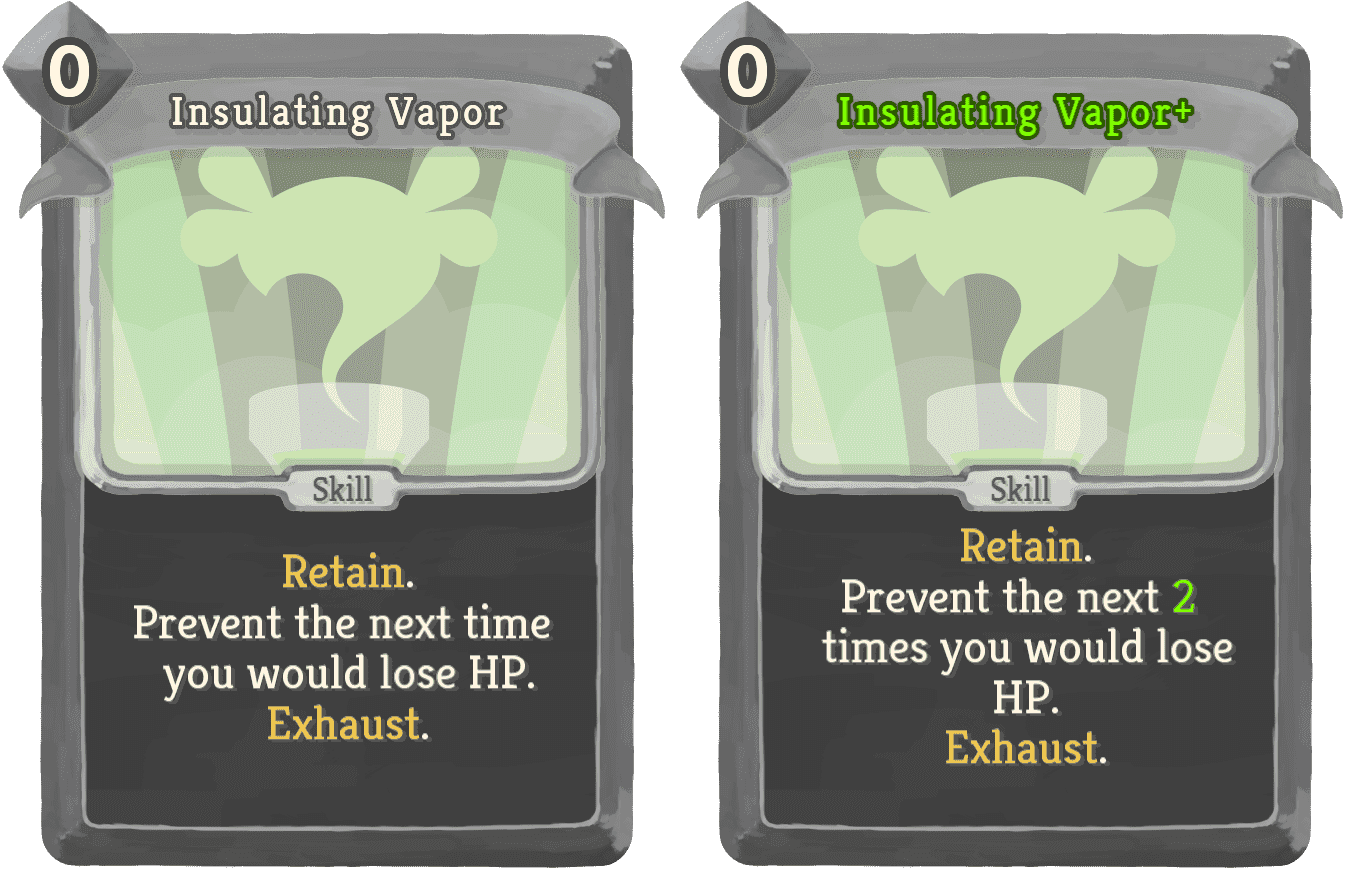 0
Insulating Vapor
Skill
Retain.
Prevent the next time
you would lose HP.
Exhaust.
0
Insulating Vapor+
Skill
Retain.
Prevent the next 2
times you would lose
HP.
Exhaust.